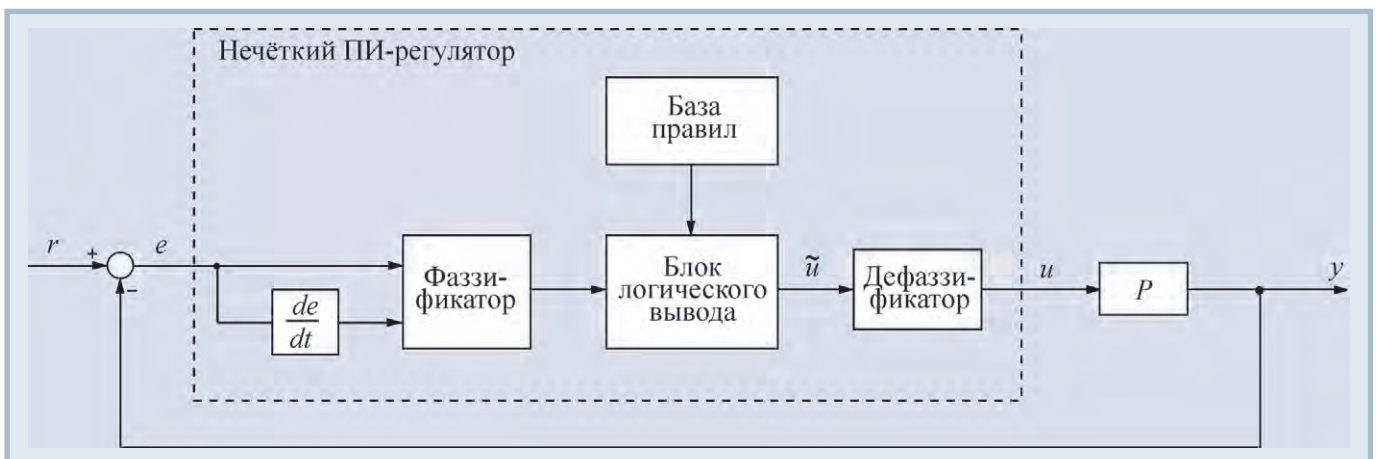 Нечёткий ПИ-регулятор
База
правил
r
+
-
e
de
dt
Фаззи-
фикатор
Блок
логического
вывода
ũ
Дефаззи-
фикатор
u
P
y